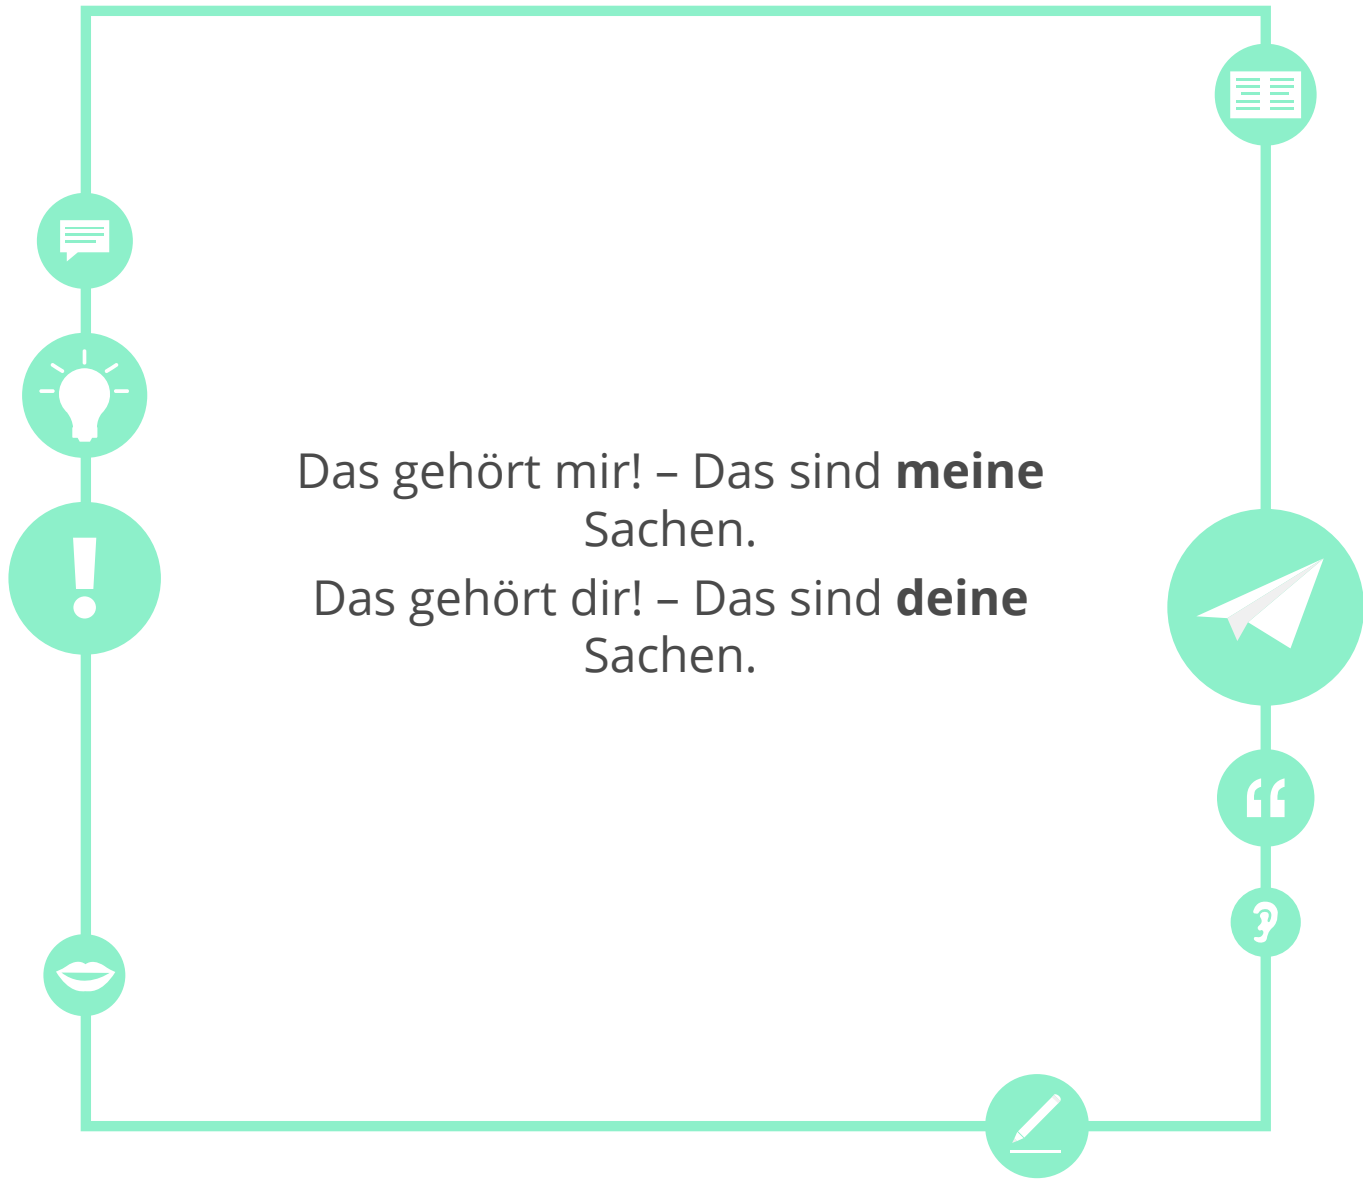 Das gehört mir! – Das sind meine
Sachen.
Das gehört dir! – Das sind deine
Sachen.